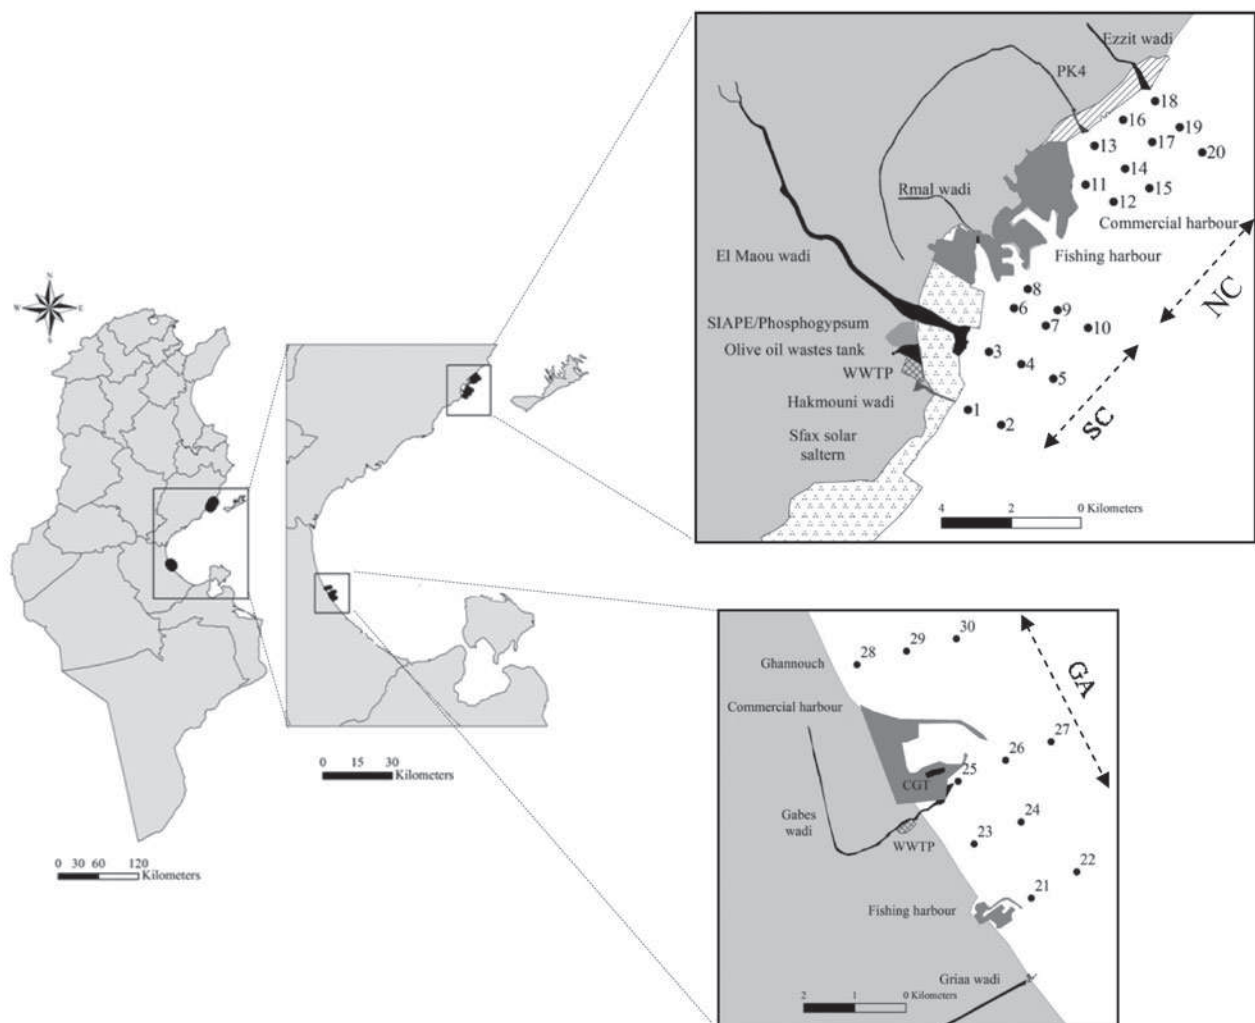 N
W
E
S
0 30 60 120
Kilometers
0 15 30
Kilometers
Ezzit wadi
PK4
18
16
19
13
17
20
14
11
15
Rmal wadi
12
Commercial harbour
El Maou wadi
Fishing harbour
NC
8
6
9
SIAPE/Phosphogypsum
7
10
Olive oil wastes tank
3
WWTP
4
5
Hakmouni wadi
1
SC
2
Sfax solar
saltern
4 2 0 Kilometers
30
29
28
Ghannouch
GA
Commercial harbour
27
26
25
CGT
Gabes
wadi
24
23
WWTP
22
21
Fishing harbour
Griaa wadi
2 1 0 Kilometers